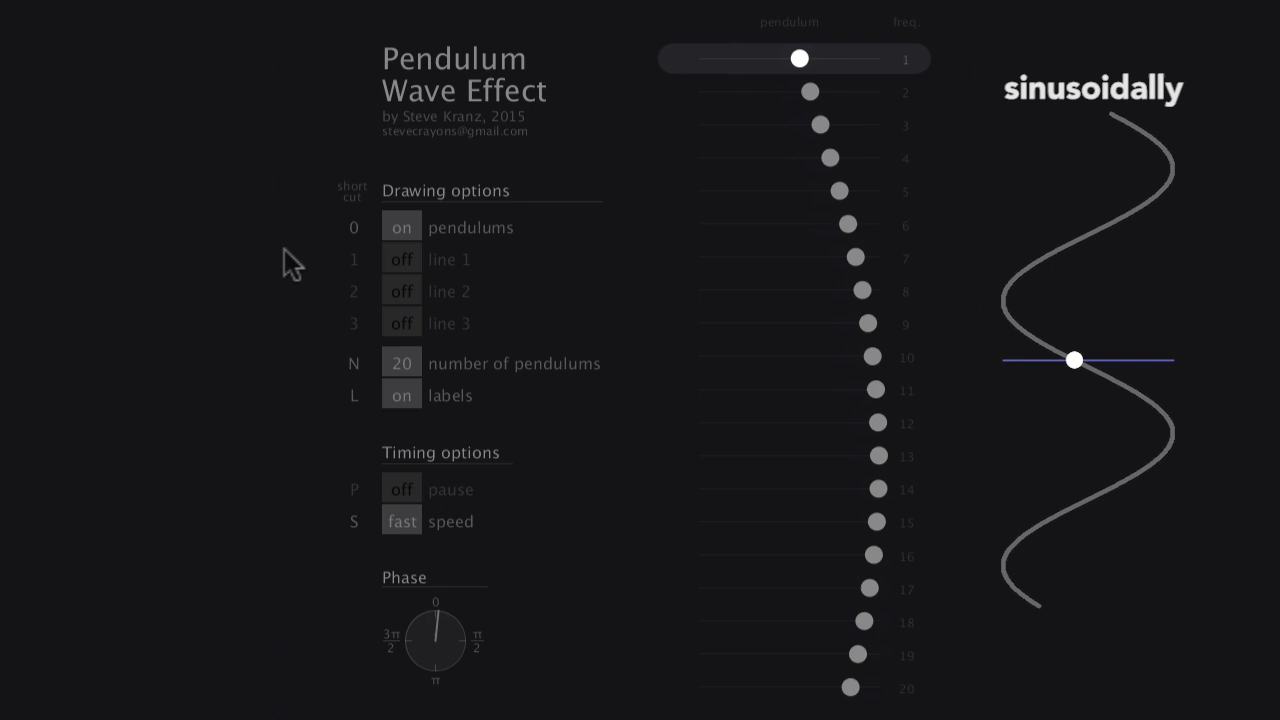 pendulum freq.
Pendulum
Wave Effect
by Steve Kranz, 2015
stevecrayons@gmail.com
short
cut
Drawing options
0 on pendulums
1 off line 1
2 off line 2
3 off line 3
N 20 number of pendulums
L on labels
Timing options
P off pause
S fast speed
Phase
0
3π
2
π
2
π
1
2
3
4
5
6
7
8
9
10
11
12
13
14
15
16
17
18
19
20
sinusoidally